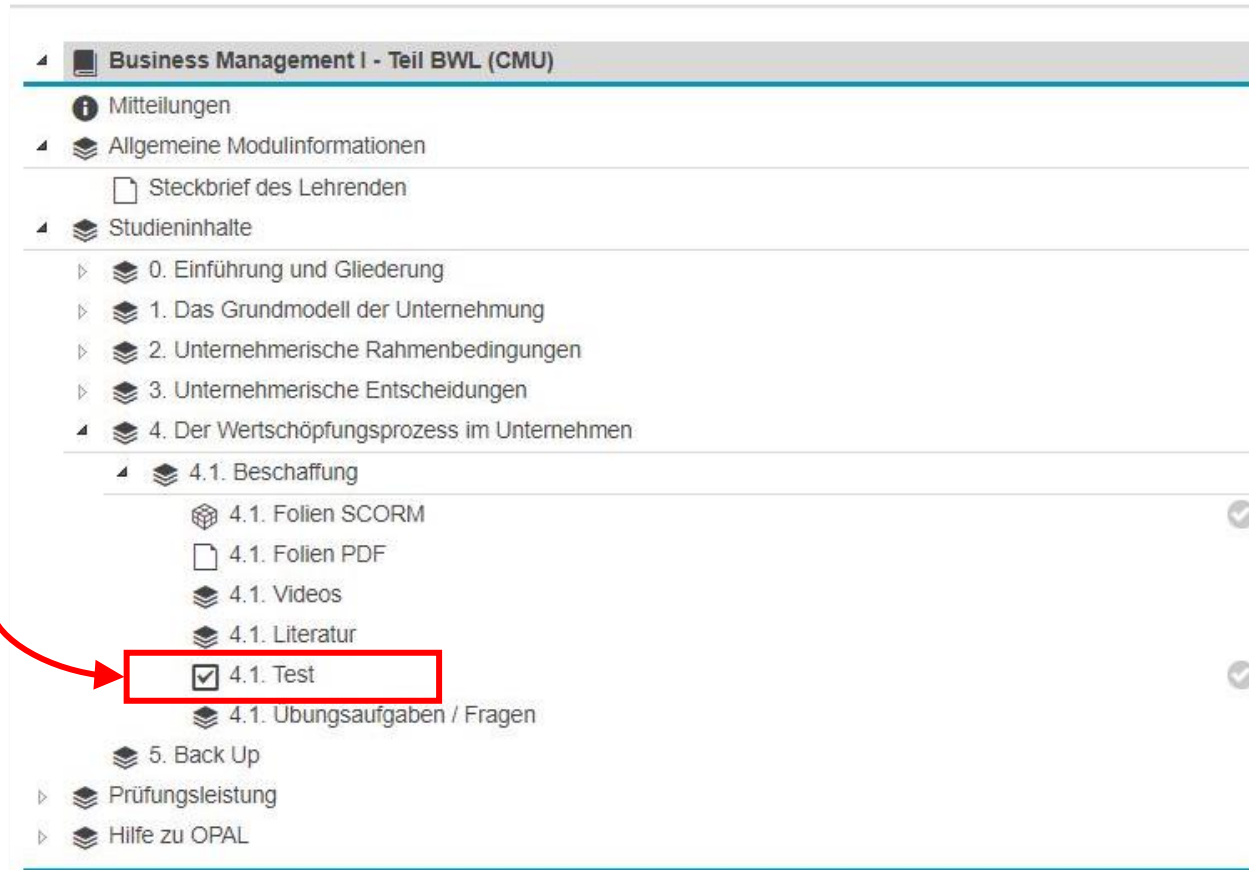 Business Management I - Teil BWL (CMU)
Mitteilungen
Allgemeine Modulinformationen
Steckbrief des Lehrenden
Studieninhalte
0. Einführung und Gliederung
1. Das Grundmodell der Unternehmung
2. Unternehmerische Rahmenbedingungen
3. Unternehmerische Entscheidungen
4. Der Wertschöpfungsprozess im Unternehmen
4.1. Beschaffung
4.1. Folien SCORM
4.1. Folien PDF
4.1. Videos
4.1. Literatur
4.1. Test
4.1. Übungsaufgaben / Fragen
5. Back Up
Prüfungsleistung
Hilfe zu OPAL